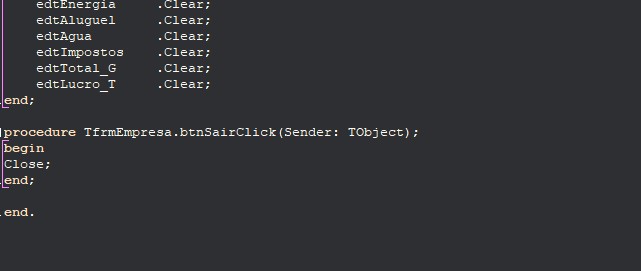 edtEnergia     .Clear;
edtAluguel     .Clear;
edtAgua        .Clear;
edtImpostos    .Clear;
edtTotal_G     .Clear;
edtLucro_T     .Clear;
end;
procedure TfrmEmpresa.btnSairClick(Sender: TObject);
begin
Close;
end;
end.